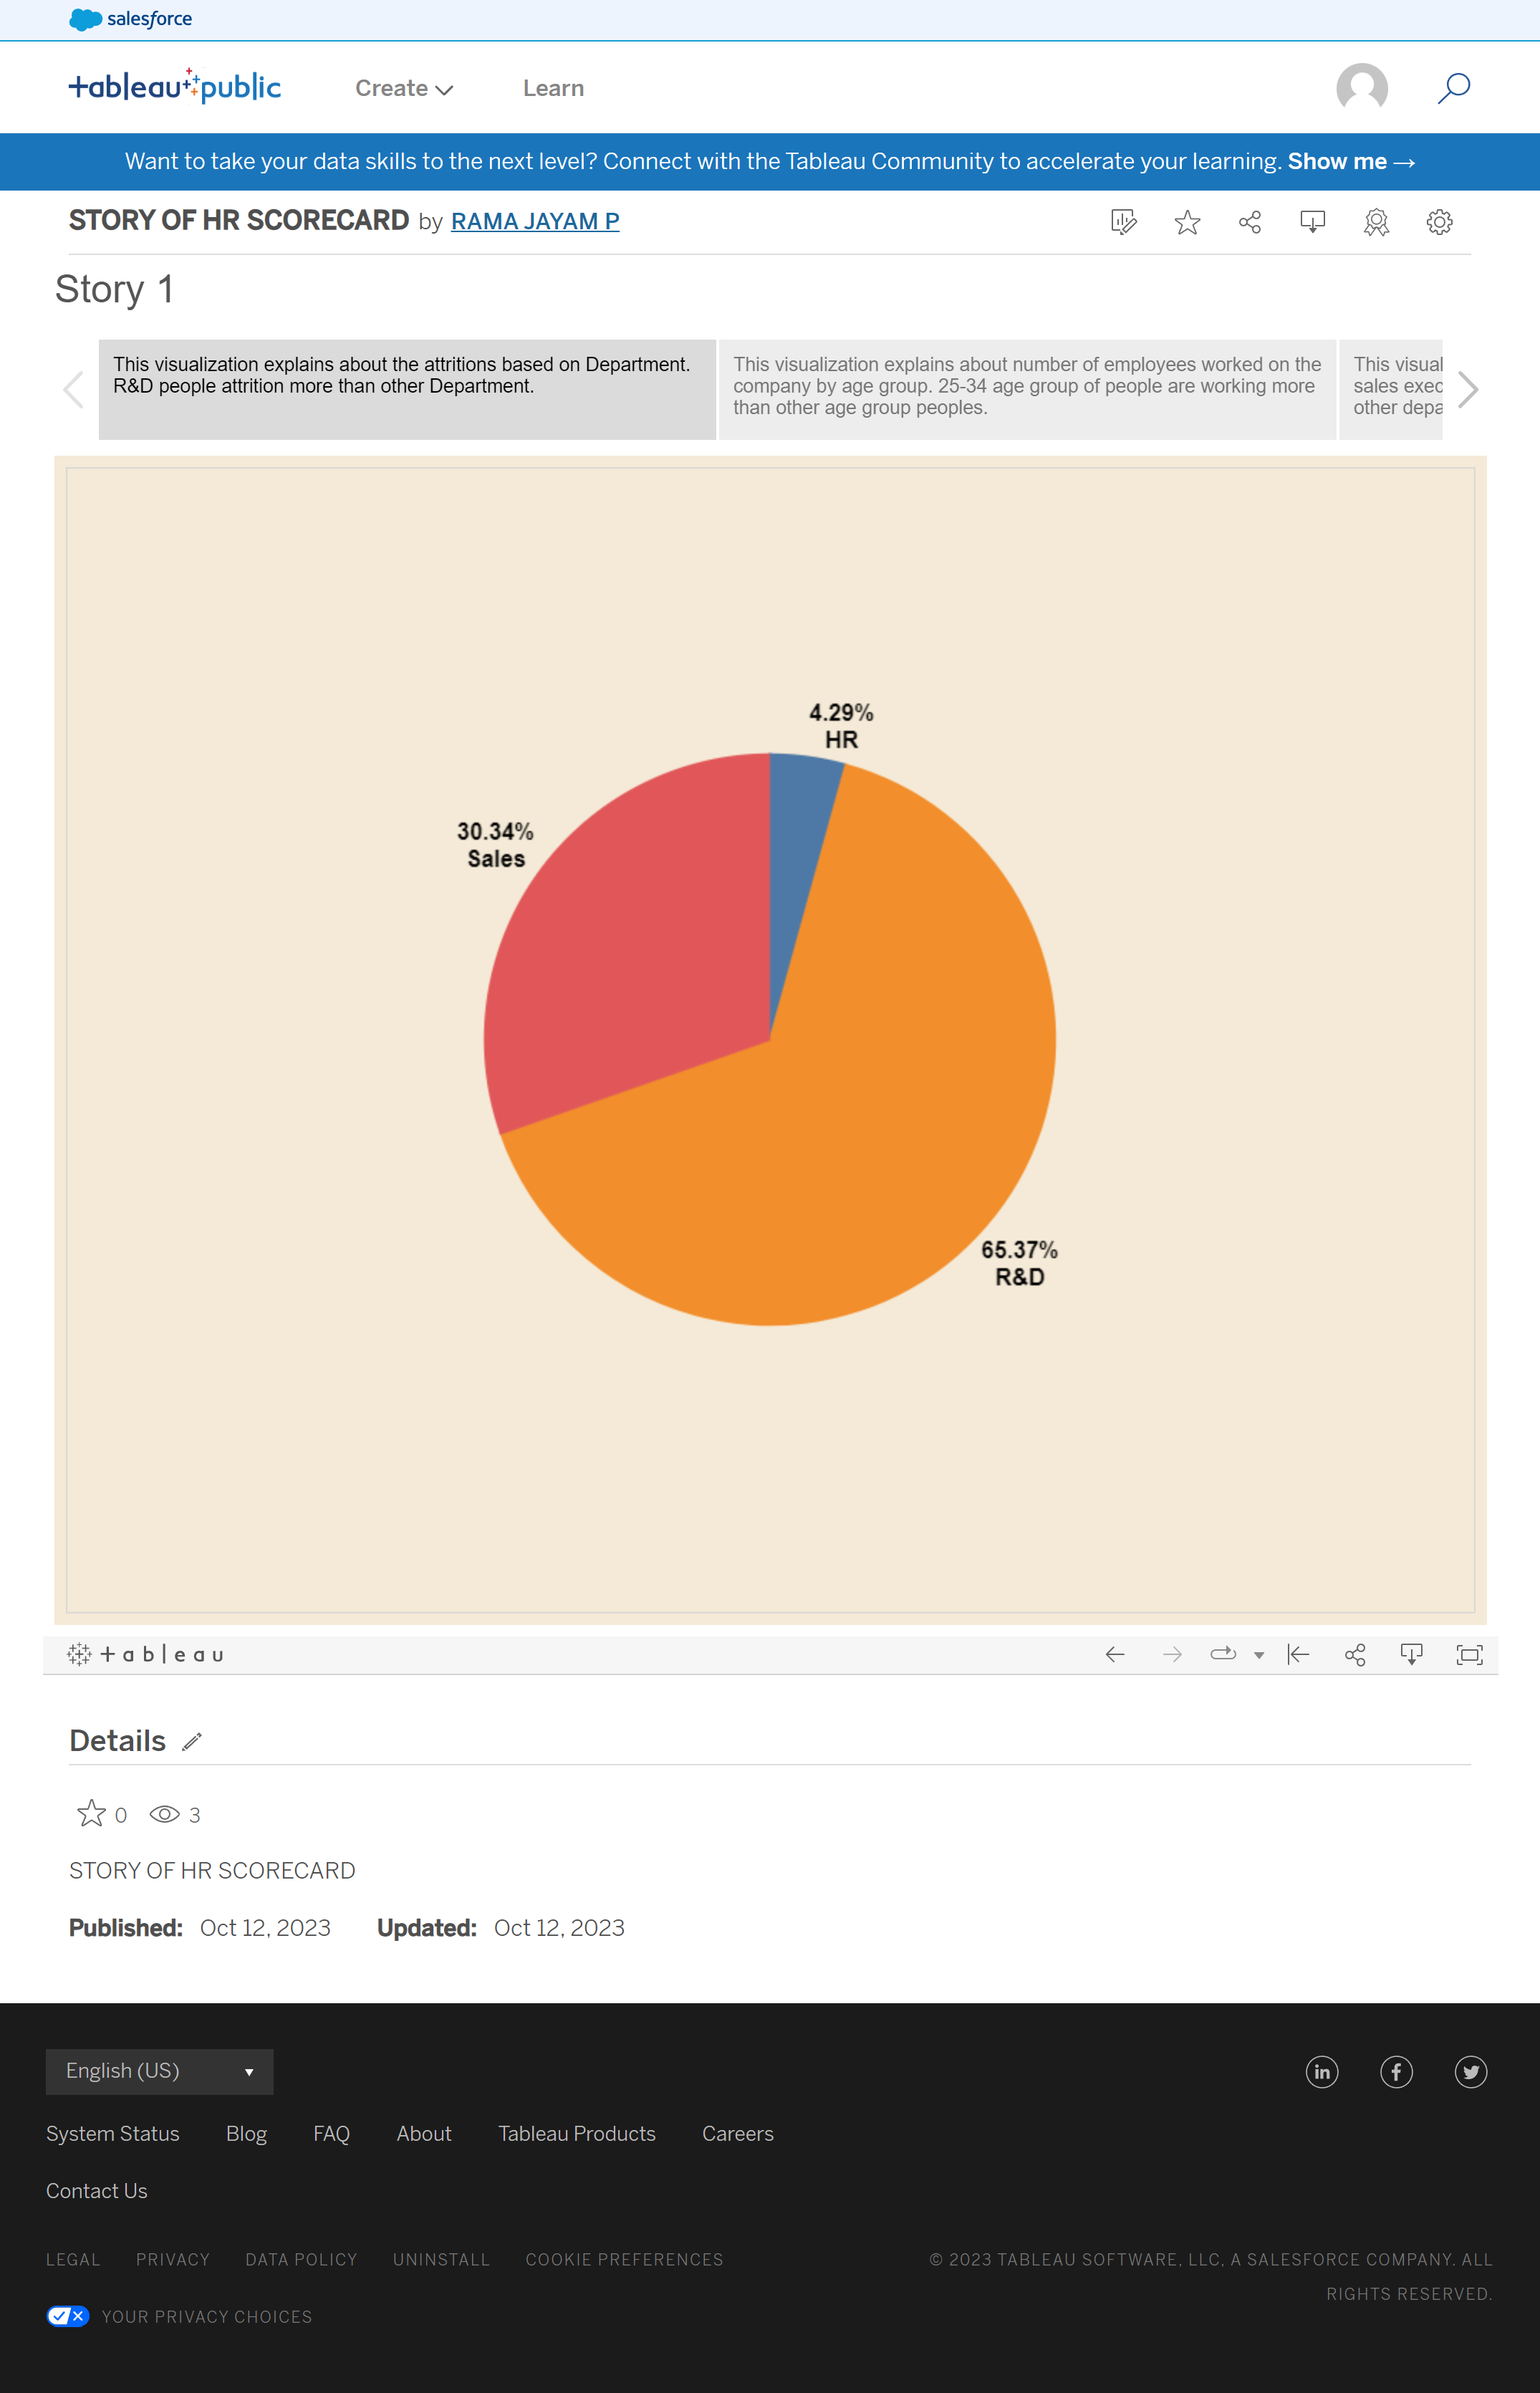 salesforce
+ableau public
Create
Learn
Want to take your data skills to the next level? Connect with the Tableau Community to accelerate your learning. Show me →
STORY OF HR SCORECARD by RAMA JAYAM P
Story 1
This visualization explains about the attritions based on Department.
R&D people attrition more than other Department.
This visualization explains about number of employees worked on the
company by age group. 25-34 age group of people are working more
than other age group peoples.
This visual
sales exec
other depa
4.29%
HR
30.34%
Sales
65.37%
R&D
+ableau
Details
0
3
STORY OF HR SCORECARD
Published: Oct 12, 2023 Updated: Oct 12, 2023
English (US)
System Status Blog FAQ About Tableau Products Careers
Contact Us
LEGAL PRIVACY DATA POLICY UNINSTALL COOKIE PREFERENCES
© 2023 TABLEAU SOFTWARE, LLC, A SALESFORCE COMPANY. ALL
RIGHTS RESERVED.
YOUR PRIVACY CHOICES